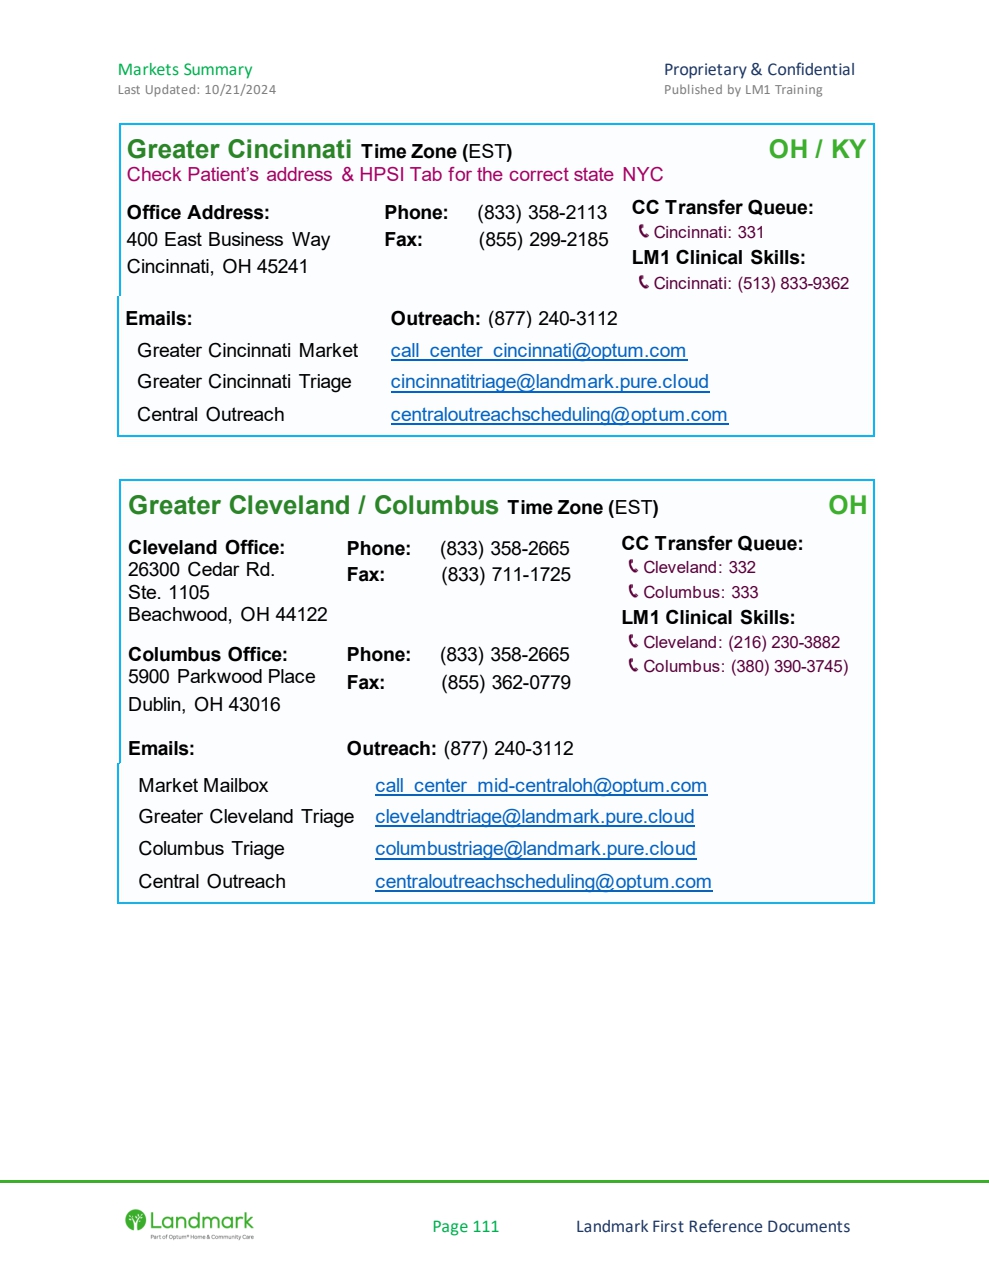 Markets Summary
Proprietary & Confidential
Last Updated: 10/21/2024
Published by LM1 Training
Greater Cincinnati Time Zone (EST) OH / KY
Check Patient's address & HPSI Tab for the correct state NYC
Office Address:
400 East Business Way
Cincinnati, OH 45241
Phone: (833) 358-2113
Fax: (855) 299-2185
CC Transfer Queue:
Cincinnati: 331
LM1 Clinical Skills:
Cincinnati: (513) 833-9362
Emails: Outreach: (877) 240-3112
Greater Cincinnati Market call_center_cincinnati@optum.com
Greater Cincinnati Triage cincinnatitriage@landmark.pure.cloud
Central Outreach centraloutreachscheduling@optum.com
Greater Cleveland / Columbus Time Zone (EST) OH
Cleveland Office:
26300 Cedar Rd.
Ste. 1105
Beachwood, OH 44122
Phone: (833) 358-2665
Fax: (833) 711-1725
Columbus Office:
5900 Parkwood Place
Dublin, OH 43016
Phone: (833) 358-2665
Fax: (855) 362-0779
CC Transfer Queue:
Cleveland: 332
Columbus: 333
LM1 Clinical Skills:
Cleveland: (216) 230-3882
Columbus: (380) 390-3745)
Emails: Outreach: (877) 240-3112
Market Mailbox call_center_mid-centraloh@optum.com
Greater Cleveland Triage clevelandtriage@landmark.pure.cloud
Columbus Triage columbustriage@landmark.pure.cloud
Central Outreach centraloutreachscheduling@optum.com
Landmark
Part of Optum® Home & Community Care
Page 111
Landmark First Reference Documents